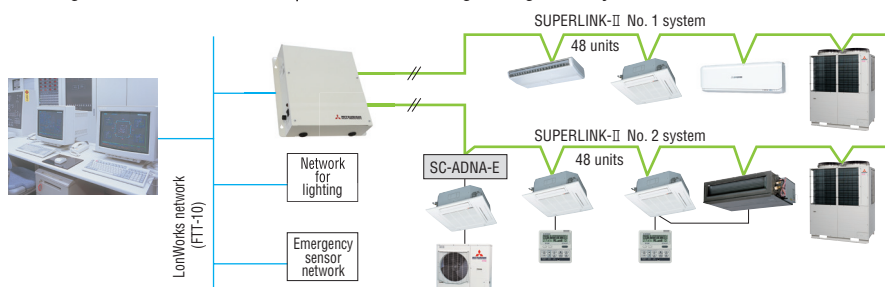 SUPERLINK-II No. 1 system
48 units
MITSUBISHI
SUPERLINK-II No. 2 system
48 units
SC-ADNA-E
Network
for
lighting
Emergency
sensor
network
LonWorks network
(FTT-10)